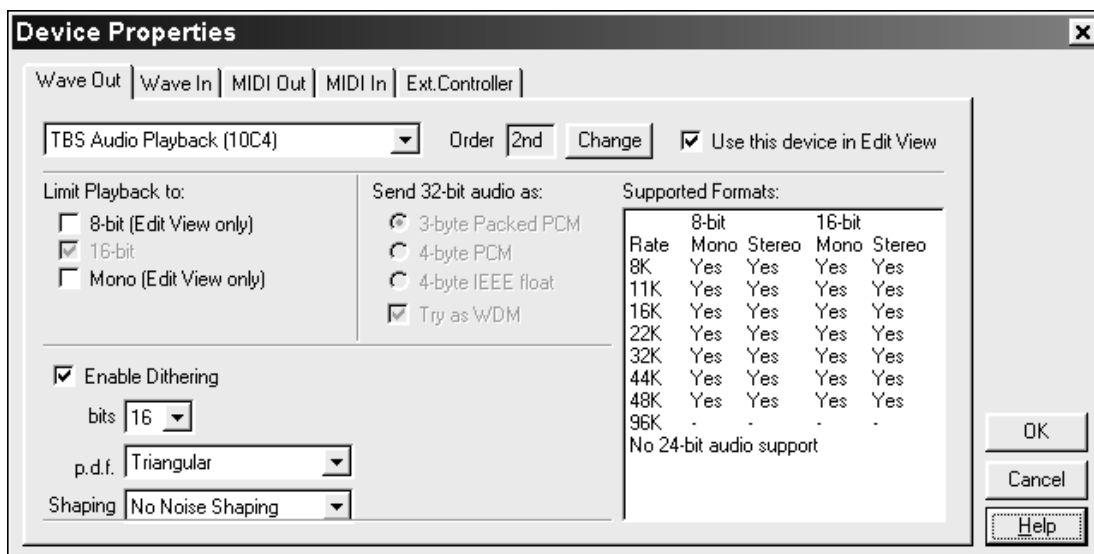 Device Properties
Wave Out Wave In MIDI Out MIDI In Ext.Controller
TBS Audio Playback (10C4) Order 2nd Change Use this device in Edit View
Limit Playback to:
8-bit (Edit View only)
16-bit
Mono (Edit View only)
Send 32-bit audio as:
3-byte Packed PCM
4-byte PCM
4-byte IEEE float
Try as WDM
Supported Formats:
8-bit 16-bit
Rate Mono Stereo Mono Stereo
8K Yes Yes Yes Yes
11K Yes Yes Yes Yes
16K Yes Yes Yes Yes
22K Yes Yes Yes Yes
32K Yes Yes Yes Yes
44K Yes Yes Yes Yes
48K Yes Yes Yes Yes
96K - - - -
No 24-bit audio support
Enable Dithering
bits 16
p.d.f. Triangular
Shaping No Noise Shaping
OK
Cancel
Help